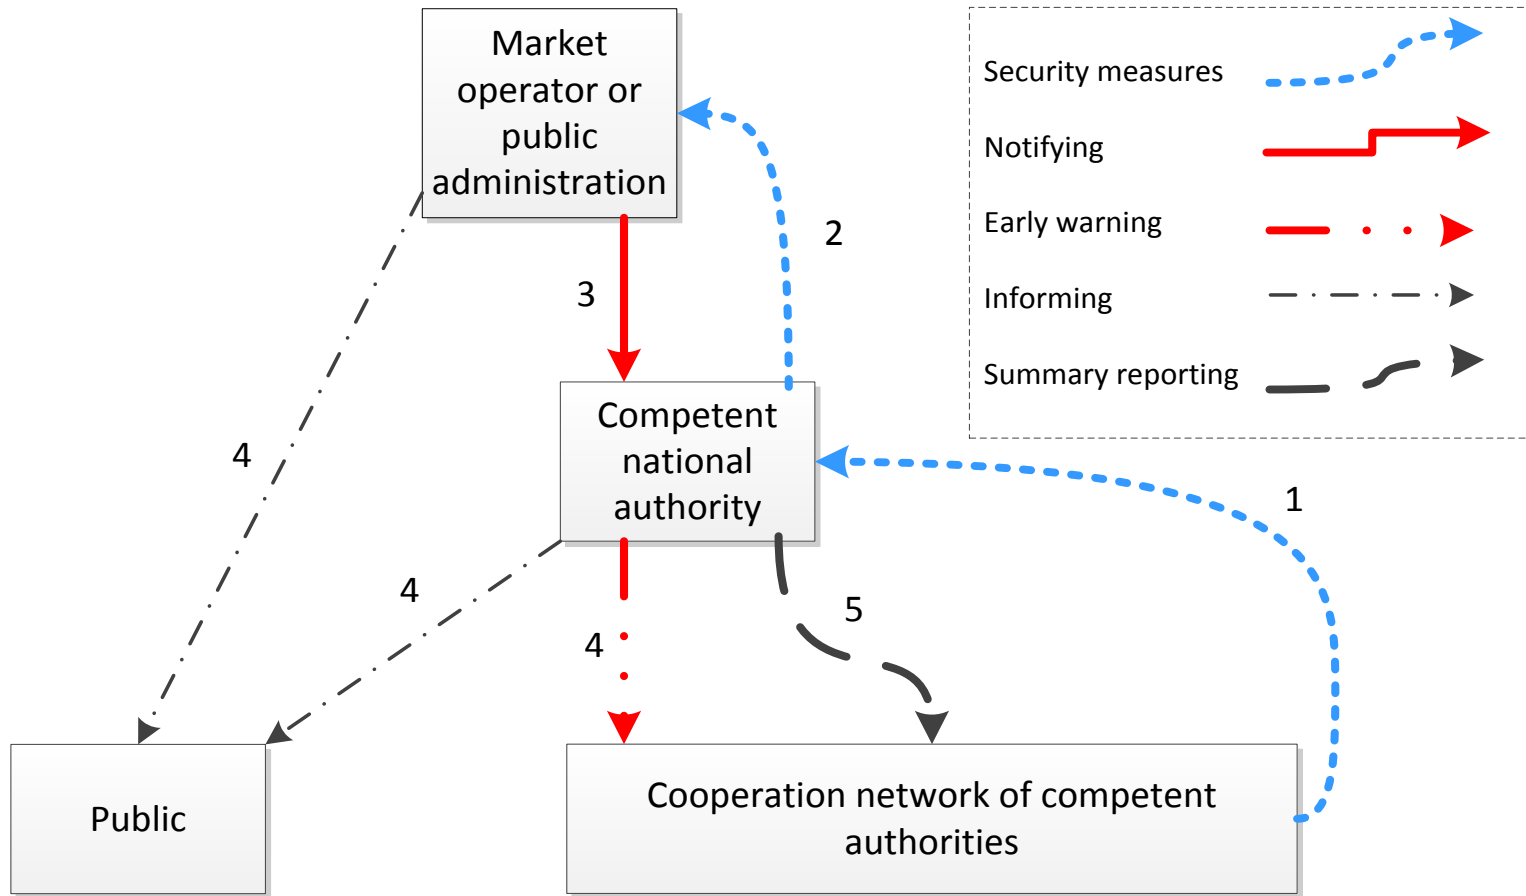 Market
operator or
public
administration
Security measures
Notifying
Early warning
Informing
Summary reporting
2
3
Competent
national
authority
4
1
4
5
4
Public
Cooperation network of competent
authorities